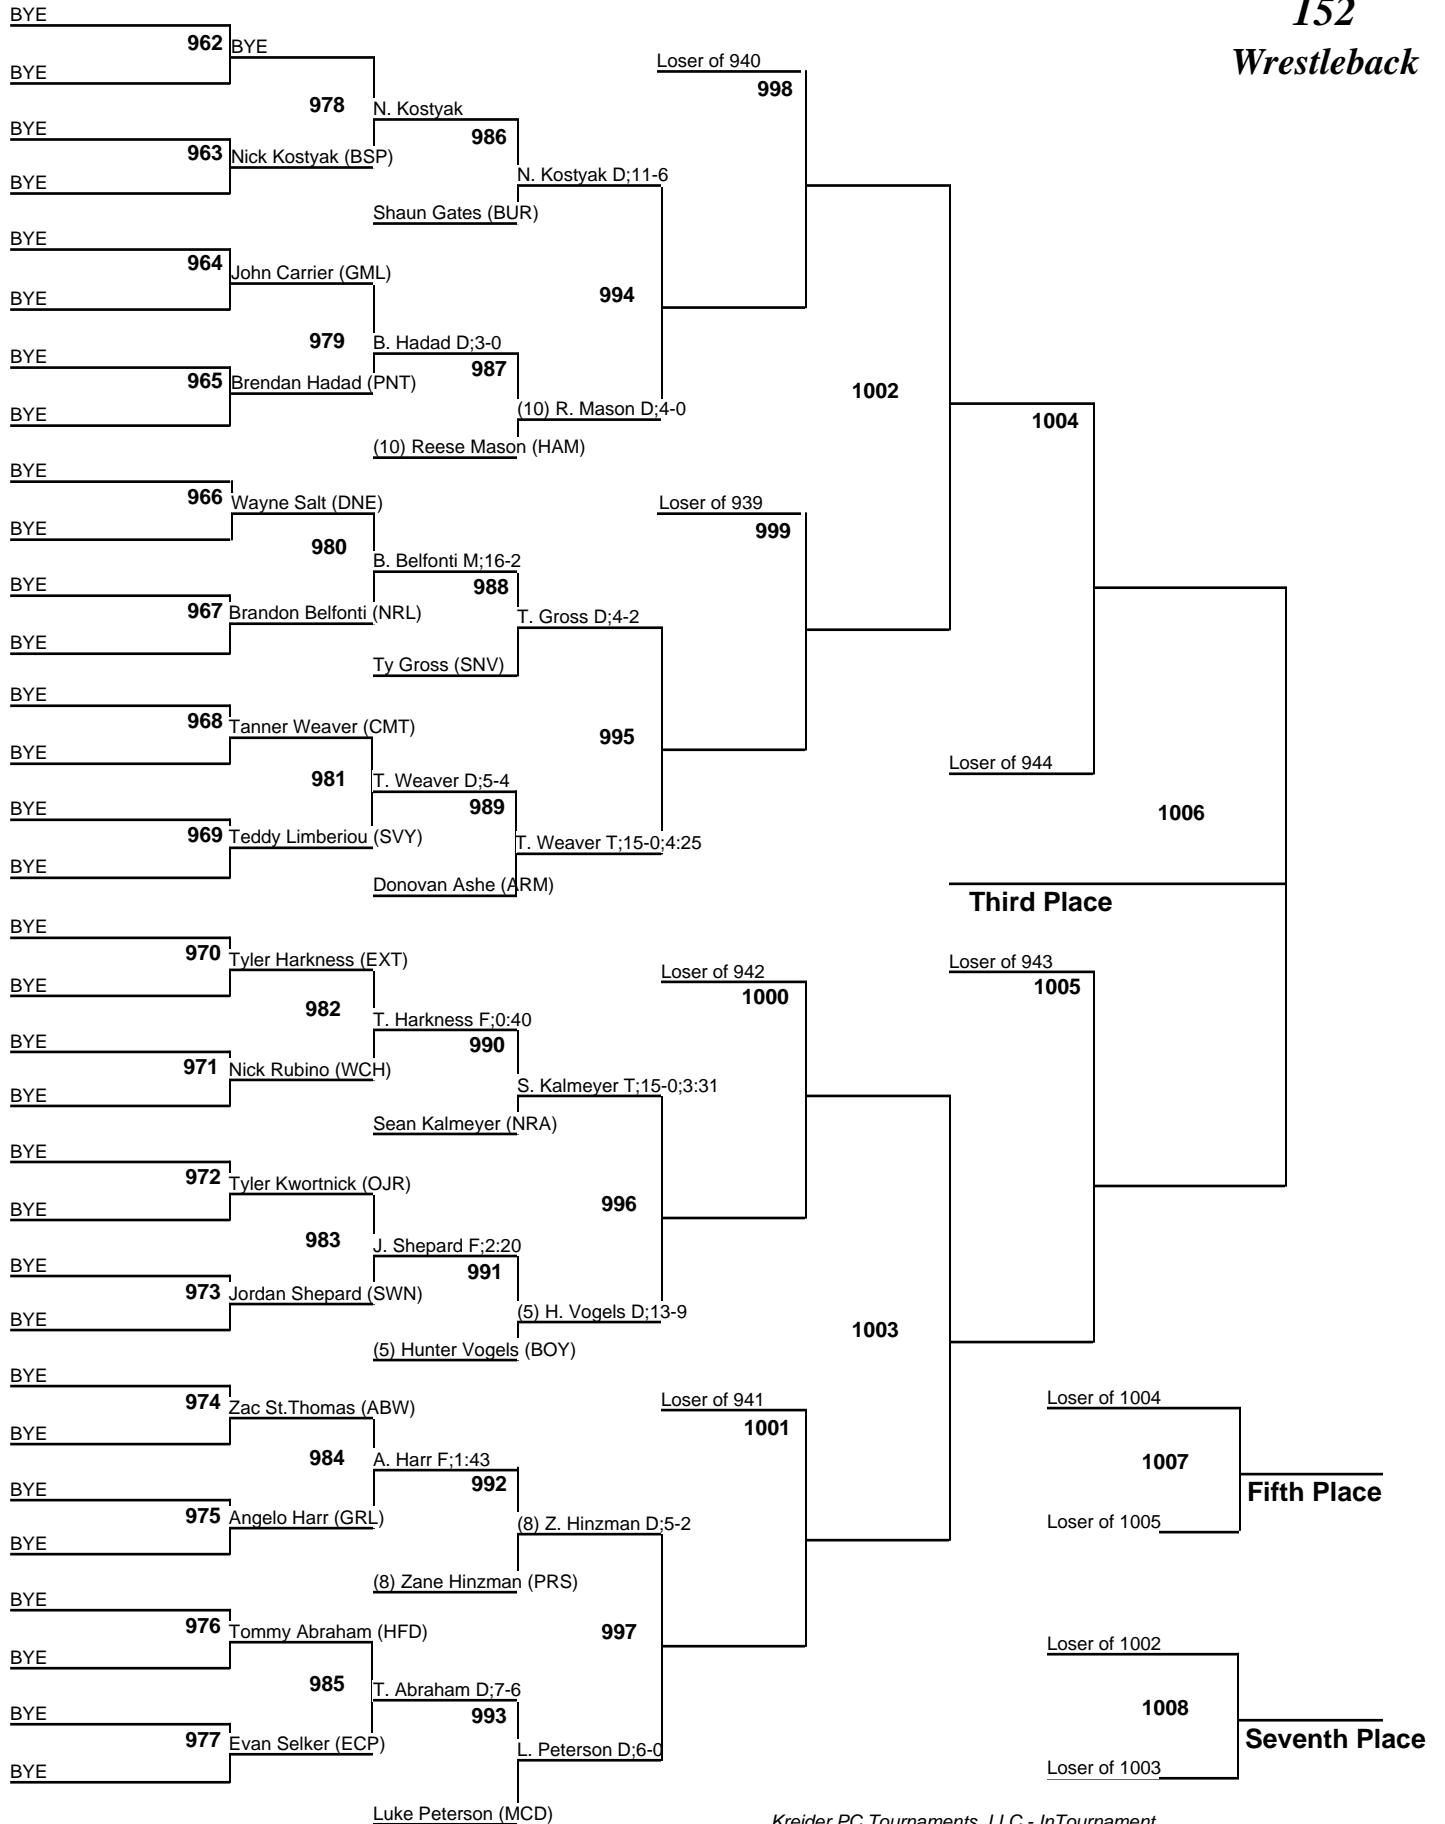 152
Wrestleback
BYE
962
BYE
BYE
978
N. Kostyak
BYE
963
Nick Kostyak (BSP)
BYE
986
N. Kostyak D;11-6
Shaun Gates (BUR)
Loser of 940
998
BYE
964
John Carrier (GML)
BYE
994
979
B. Hadad D;3-0
BYE
965
Brendan Hadad (PNT)
BYE
987
(10) R. Mason D;4-0
(10) Reese Mason (HAM)
1002
1004
BYE
966
Wayne Salt (DNE)
BYE
980
B. Belfonti M;16-2
BYE
967
Brandon Belfonti (NRL)
BYE
988
T. Gross D;4-2
Ty Gross (SNV)
Loser of 939
999
BYE
968
Tanner Weaver (CMT)
BYE
995
981
T. Weaver D;5-4
BYE
969
Teddy Limberiou (SVY)
BYE
989
T. Weaver T;15-0;4:25
Donovan Ashe (ARM)
Loser of 944
1006
Third Place
BYE
970
Tyler Harkness (EXT)
BYE
982
T. Harkness F;0:40
BYE
971
Nick Rubino (WCH)
BYE
990
S. Kalmeyer T;15-0;3:31
Sean Kalmeyer (NRA)
Loser of 942
1000
Loser of 943
1005
BYE
972
Tyler Kwortnick (OJR)
BYE
996
983
J. Shepard F;2:20
BYE
973
Jordan Shepard (SWN)
BYE
991
(5) H. Vogels D;13-9
(5) Hunter Vogels (BOY)
1003
BYE
974
Zac St.Thomas (ABW)
BYE
984
A. Harr F;1:43
BYE
975
Angelo Harr (GRL)
BYE
992
(8) Z. Hinzman D;5-2
(8) Zane Hinzman (PRS)
Loser of 941
1001
Loser of 1004
1007
Fifth Place
Loser of 1005
BYE
976
Tommy Abraham (HFD)
BYE
997
985
T. Abraham D;7-6
BYE
977
Evan Selker (ECP)
BYE
993
L. Peterson D;6-0
Luke Peterson (MCD)
Loser of 1002
1008
Seventh Place
Loser of 1003
Kreider PC Tournaments, LLC - InTournament